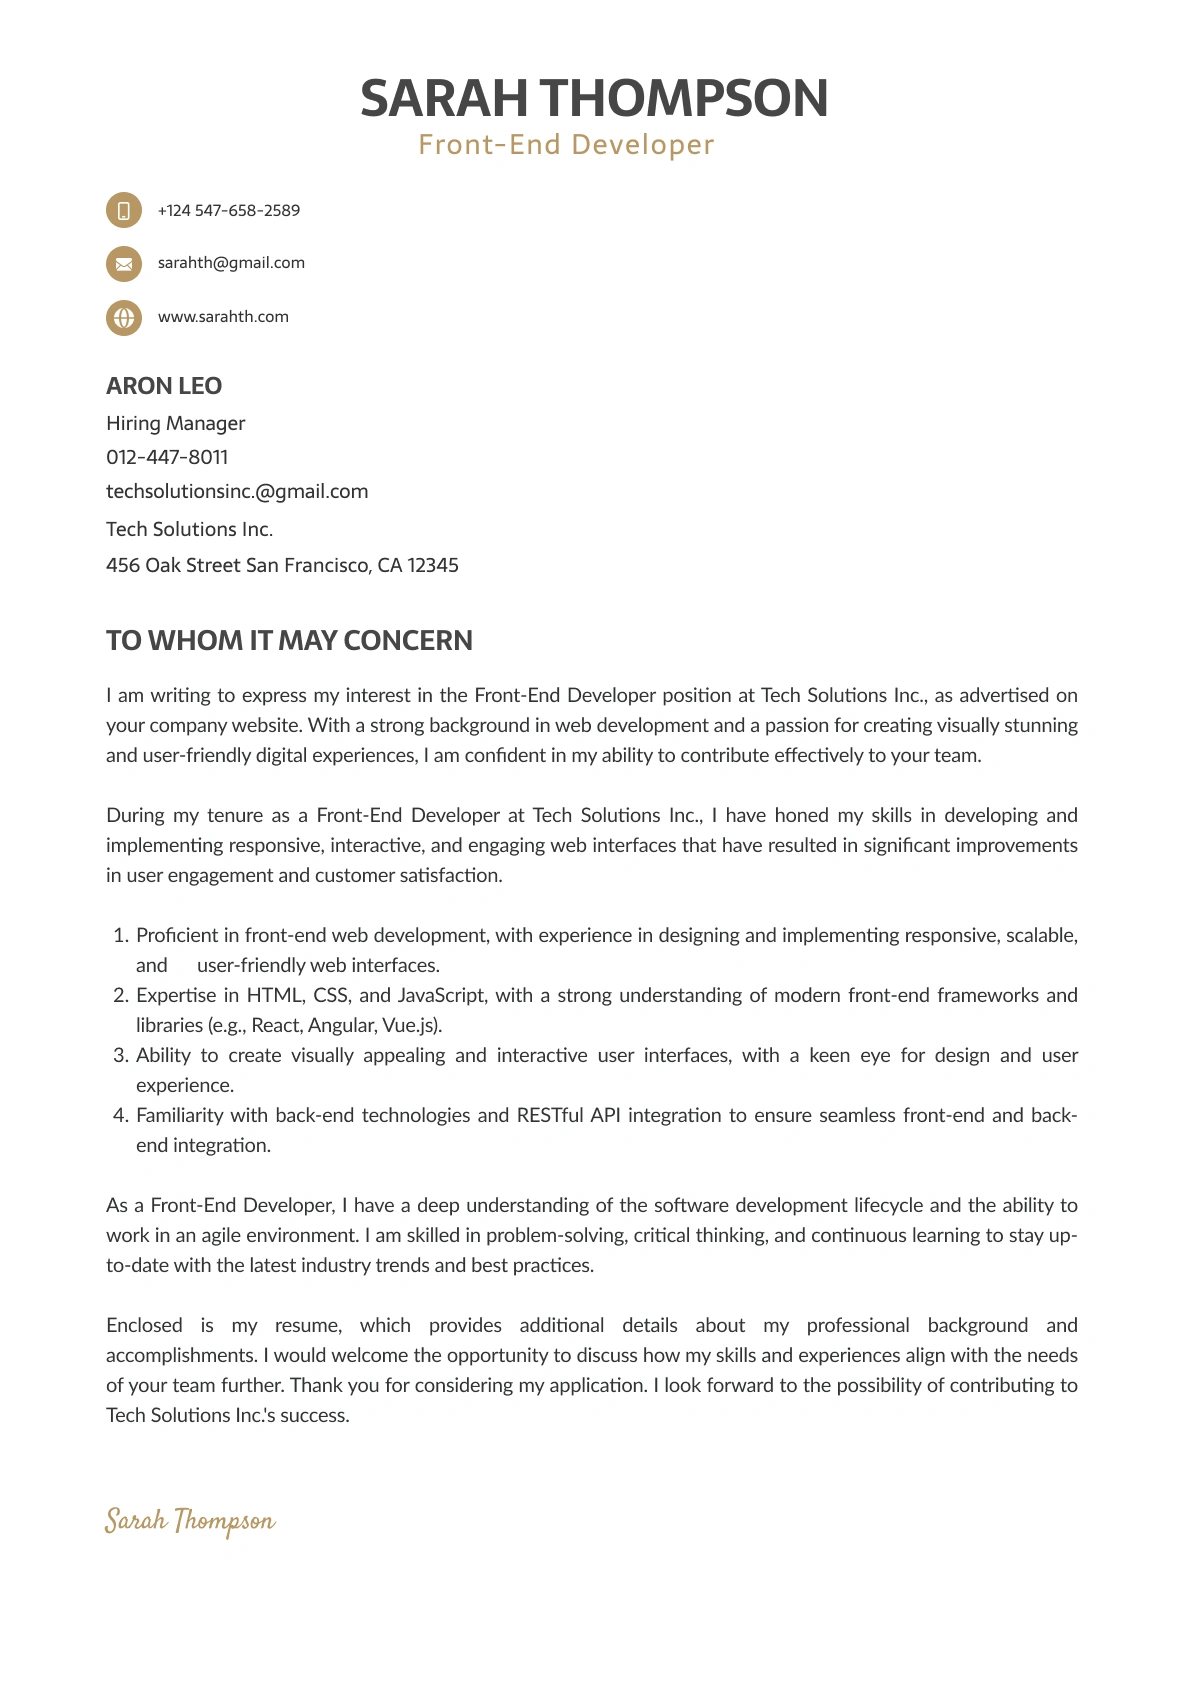 SARAH THOMPSON
Front-End Developer
+124 547-658-2589
sarahth@gmail.com
www.sarahth.com
ARON LEO
Hiring Manager
012-447-8011
techsolutionsinc.@gmail.com
Tech Solutions Inc.
456 Oak Street San Francisco, CA 12345
TO WHOM IT MAY CONCERN
I am writing to express my interest in the Front-End Developer position at Tech Solutions Inc., as advertised on
your company website. With a strong background in web development and a passion for creating visually stunning
and user-friendly digital experiences, I am confident in my ability to contribute effectively to your team.
During my tenure as a Front-End Developer at Tech Solutions Inc., I have honed my skills in developing and
implementing responsive, interactive, and engaging web interfaces that have resulted in significant improvements
in user engagement and customer satisfaction.
1. Proficient in front-end web development, with experience in designing and implementing responsive, scalable,
and user-friendly web interfaces.
2. Expertise in HTML, CSS, and JavaScript, with a strong understanding of modern front-end frameworks and
libraries (e.g., React, Angular, Vue.js).
3. Ability to create visually appealing and interactive user interfaces, with a keen eye for design and user
experience.
4. Familiarity with back-end technologies and RESTful API integration to ensure seamless front-end and back-
end integration.
As a Front-End Developer, I have a deep understanding of the software development lifecycle and the ability to
work in an agile environment. I am skilled in problem-solving, critical thinking, and continuous learning to stay up-
to-date with the latest industry trends and best practices.
Enclosed is my resume, which provides additional details about my professional background and
accomplishments. I would welcome the opportunity to discuss how my skills and experiences align with the needs
of your team further. Thank you for considering my application. I look forward to the possibility of contributing to
Tech Solutions Inc.'s success.
Sarah Thompson